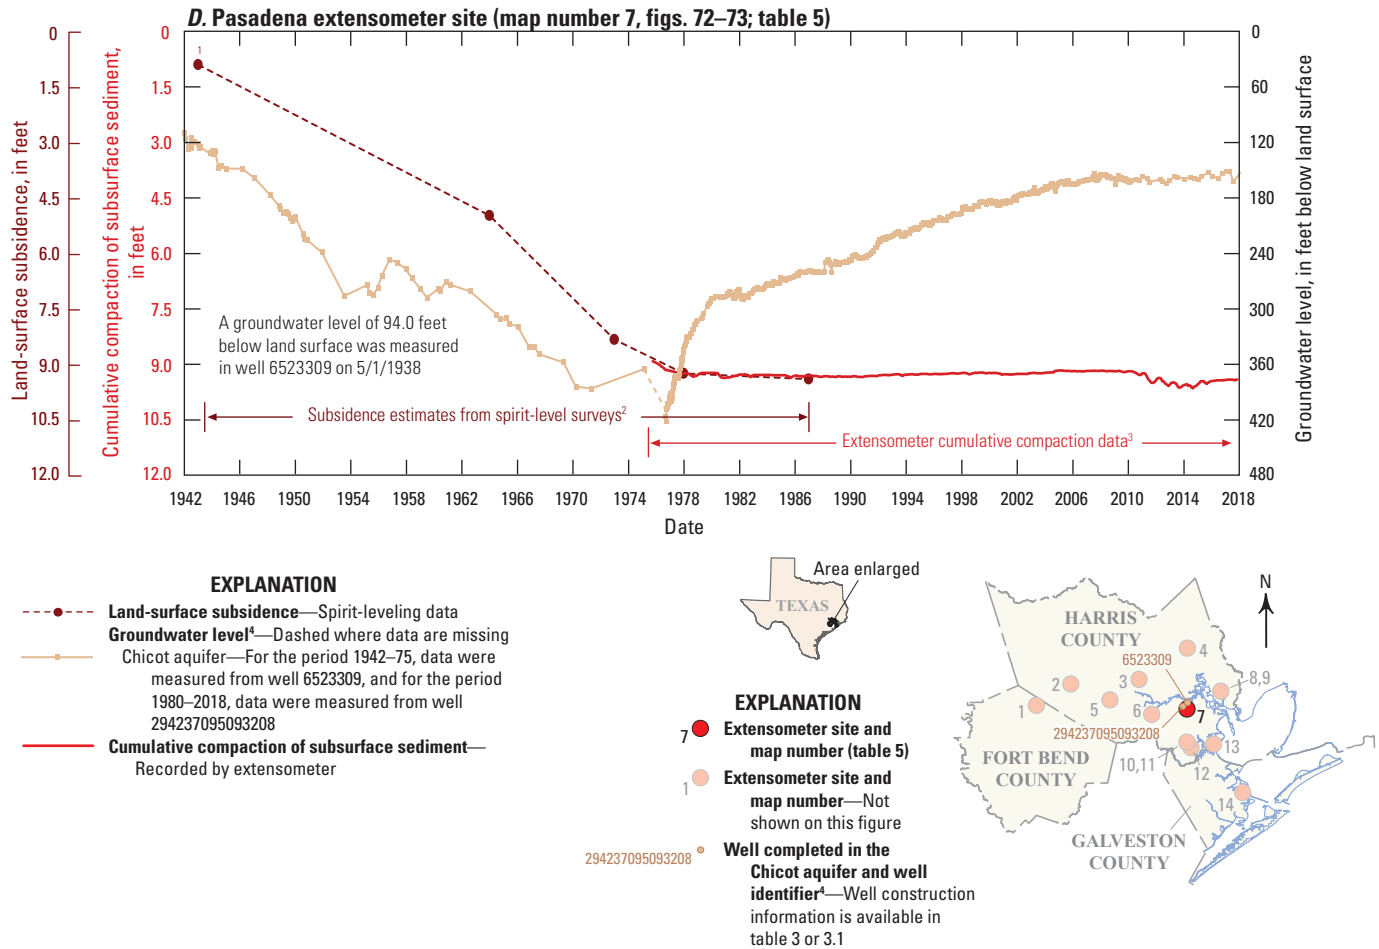 D. Pasadena extensometer site (map number 7, figs. 72–73; table 5)
Land-surface subsidence, in feet
0
1.5
3.0
4.5
6.0
7.5
9.0
10.5
12.0
Cumulative compaction of subsurface sediment,
in feet
0
1.5
3.0
4.5
6.0
7.5
9.0
10.5
12.0
1
A groundwater level of 94.0 feet
below land surface was measured
in well 6523309 on 5/1/1938
Subsidence estimates from spirit-level surveys2
Extensometer cumulative compaction data3
0
60
120
180
240
300
360
420
480
Groundwater level, in feet below land surface
1942 1946 1950 1954 1958 1962 1966 1970 1974 1978 1982 1986 1990 1994 1998 2002 2006 2010 2014 2018
Date
EXPLANATION
Land-surface subsidence—Spirit-leveling data
Groundwater level4—Dashed where data are missing
Chicot aquifer—For the period 1942–75, data were
measured from well 6523309, and for the period
1980–2018, data were measured from well
294237095093208
Cumulative compaction of subsurface sediment—
Recorded by extensometer
Area enlarged
TEXAS
EXPLANATION
7 Extensometer site and
map number (table 5)
1 Extensometer site and
map number—Not
shown on this figure
294237095093208 Well completed in the
Chicot aquifer and well
identifier4—Well construction
information is available in
table 3 or 3.1
N
HARRIS
COUNTY
6523309
4
2
3
8,9
1
5
6
7
294237095093208
13
10,11
12
FORT BEND
COUNTY
14
GALVESTON
COUNTY